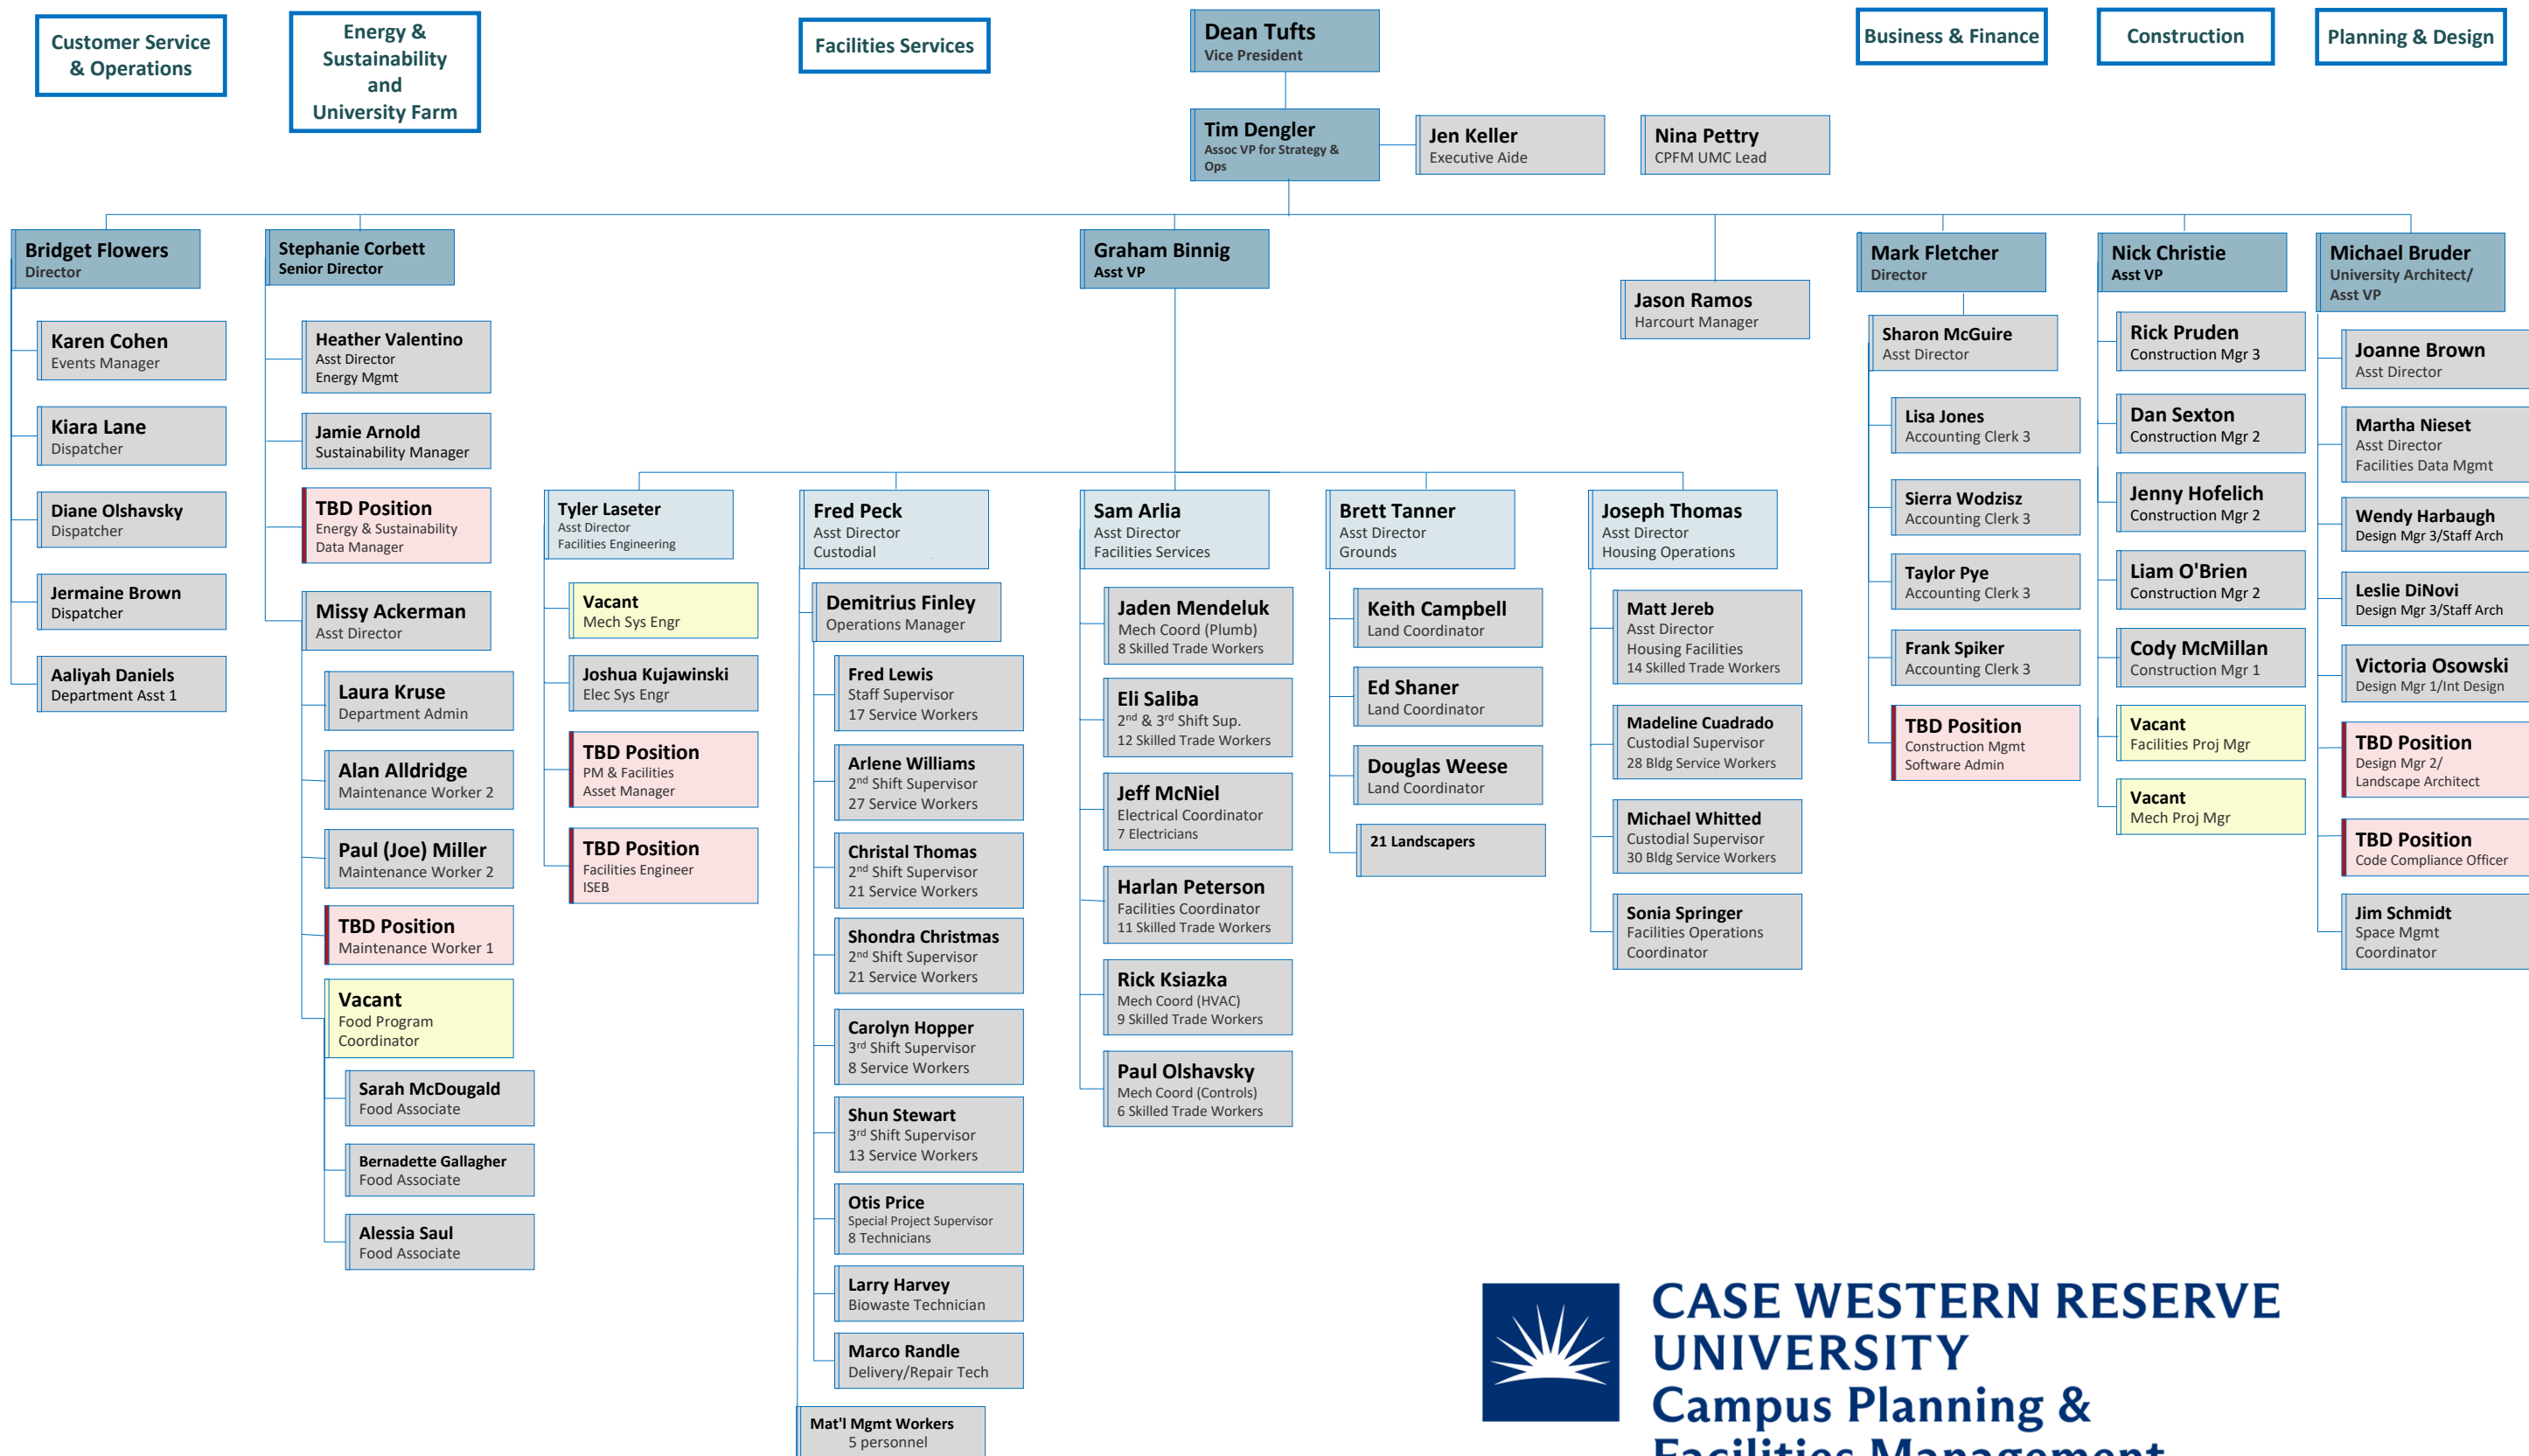 Customer Service
& Operations
Energy &
Sustainability
and
University Farm
Facilities Services
Dean Tufts
Vice President
Business & Finance
Construction
Planning & Design
Tim Dengler
Assoc VP for Strategy &
Ops
Jen Keller
Executive Aide
Nina Pettry
CPFM UMC Lead
Bridget Flowers
Director
Karen Cohen
Events Manager
Kiara Lane
Dispatcher
Diane Olshavsky
Dispatcher
Jermaine Brown
Dispatcher
Aaliyah Daniels
Department Asst 1
Stephanie Corbett
Senior Director
Heather Valentino
Asst Director
Energy Mgmt
Jamie Arnold
Sustainability Manager
TBD Position
Energy & Sustainability
Data Manager
Missy Ackerman
Asst Director
Laura Kruse
Department Admin
Alan Alldridge
Maintenance Worker 2
Paul (Joe) Miller
Maintenance Worker 2
TBD Position
Maintenance Worker 1
Vacant
Food Program
Coordinator
Sarah McDougald
Food Associate
Bernadette Gallagher
Food Associate
Alessia Saul
Food Associate
Graham Binnig
Asst VP
Tyler Laseter
Asst Director
Facilities Engineering
Vacant
Mech Sys Engr
Joshua Kujawinski
Elec Sys Engr
TBD Position
PM & Facilities
Asset Manager
TBD Position
Facilities Engineer
ISEB
Fred Peck
Asst Director
Custodial
Demitrius Finley
Operations Manager
Fred Lewis
Staff Supervisor
17 Service Workers
Arlene Williams
2nd Shift Supervisor
27 Service Workers
Christal Thomas
2nd Shift Supervisor
21 Service Workers
Shondra Christmas
2nd Shift Supervisor
21 Service Workers
Carolyn Hopper
3rd Shift Supervisor
8 Service Workers
Shun Stewart
3rd Shift Supervisor
13 Service Workers
Otis Price
Special Project Supervisor
8 Technicians
Larry Harvey
Biowaste Technician
Marco Randle
Delivery/Repair Tech
Mat'l Mgmt Workers
5 personnel
Sam Arlia
Asst Director
Facilities Services
Jaden Mendeluk
Mech Coord (Plumb)
8 Skilled Trade Workers
Eli Saliba
2nd & 3rd Shift Sup.
12 Skilled Trade Workers
Jeff McNiel
Electrical Coordinator
7 Electricians
Harlan Peterson
Facilities Coordinator
11 Skilled Trade Workers
Rick Ksiazka
Mech Coord (HVAC)
9 Skilled Trade Workers
Paul Olshavsky
Mech Coord (Controls)
6 Skilled Trade Workers
Brett Tanner
Asst Director
Grounds
Keith Campbell
Land Coordinator
Ed Shaner
Land Coordinator
Douglas Weese
Land Coordinator
21 Landscapers
Joseph Thomas
Asst Director
Housing Operations
Matt Jereb
Asst Director
Housing Facilities
14 Skilled Trade Workers
Madeline Cuadrado
Custodial Supervisor
28 Bldg Service Workers
Michael Whitted
Custodial Supervisor
30 Bldg Service Workers
Sonia Springer
Facilities Operations
Coordinator
Jason Ramos
Harcourt Manager
Mark Fletcher
Director
Sharon McGuire
Asst Director
Lisa Jones
Accounting Clerk 3
Sierra Wodzisz
Accounting Clerk 3
Taylor Pye
Accounting Clerk 3
Frank Spiker
Accounting Clerk 3
TBD Position
Construction Mgmt
Software Admin
Nick Christie
Asst VP
Rick Pruden
Construction Mgr 3
Dan Sexton
Construction Mgr 2
Jenny Hofelich
Construction Mgr 2
Liam O'Brien
Construction Mgr 2
Cody McMillan
Construction Mgr 1
Vacant
Facilities Proj Mgr
Vacant
Mech Proj Mgr
Michael Bruder
University Architect/
Asst VP
Joanne Brown
Asst Director
Martha Nieset
Asst Director
Facilities Data Mgmt
Wendy Harbaugh
Design Mgr 3/Staff Arch
Leslie DiNovi
Design Mgr 3/Staff Arch
Victoria Osowski
Design Mgr 1/Int Design
TBD Position
Design Mgr 2/
Landscape Architect
TBD Position
Code Compliance Officer
Jim Schmidt
Space Mgmt
Coordinator
CASE WESTERN RESERVE
UNIVERSITY
Campus Planning &
Facilities Management